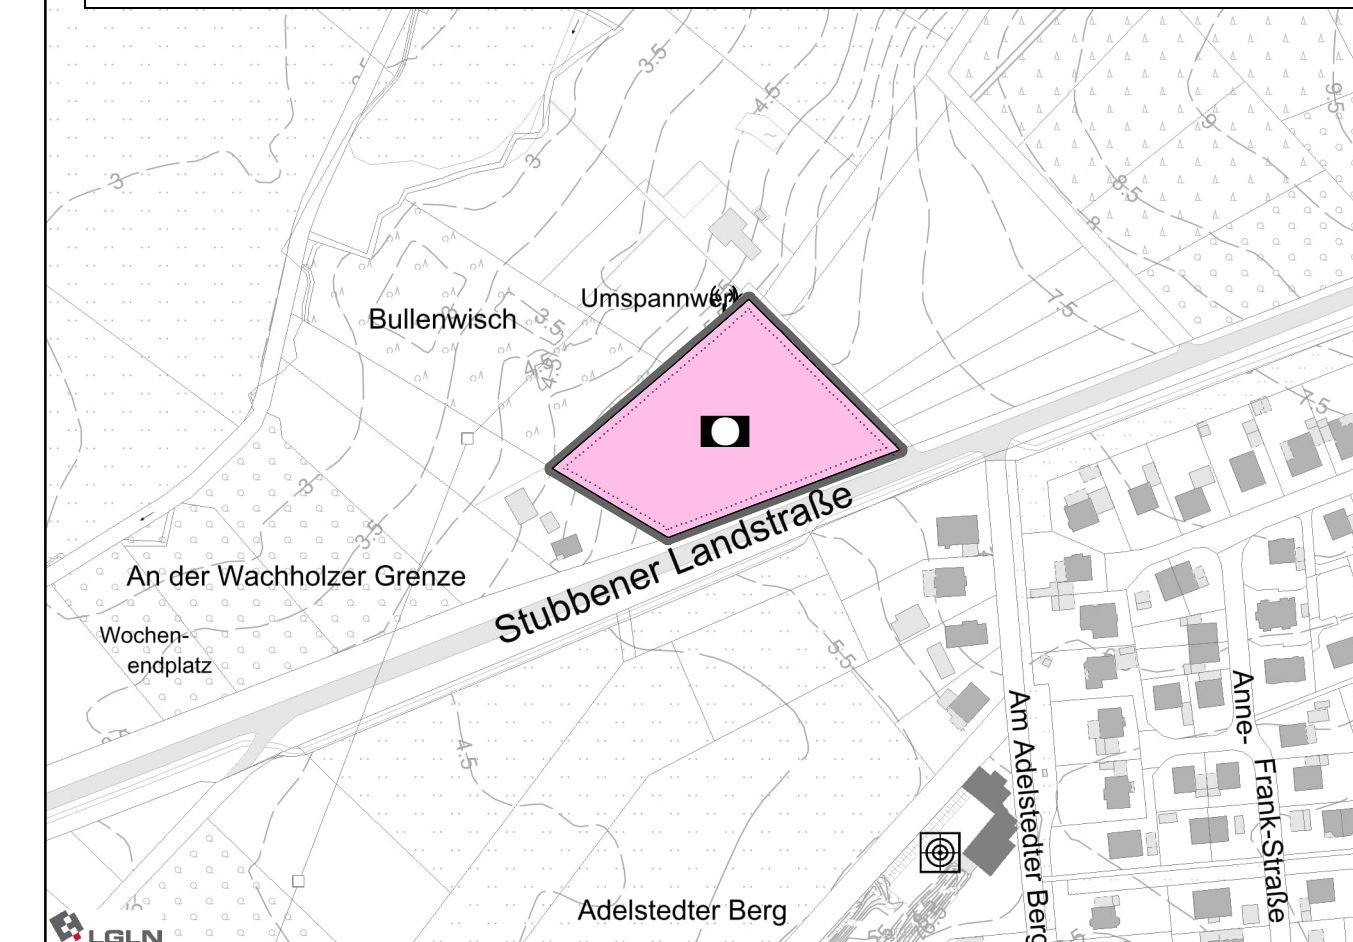 3.5
9.5
4.5
9
3
3
8.5
8
Umspannwerk
7.5
Bullenwisch
3.5
4.5
4.5
7.5
3
Stubbener Landstraße
3.5
An der Wachholzer Grenze
Wochen-
endplatz
5.5
Am Adelstedter Berg
Anne-
Frank-Straße
4.5
Adelstedter Berg
LGLN